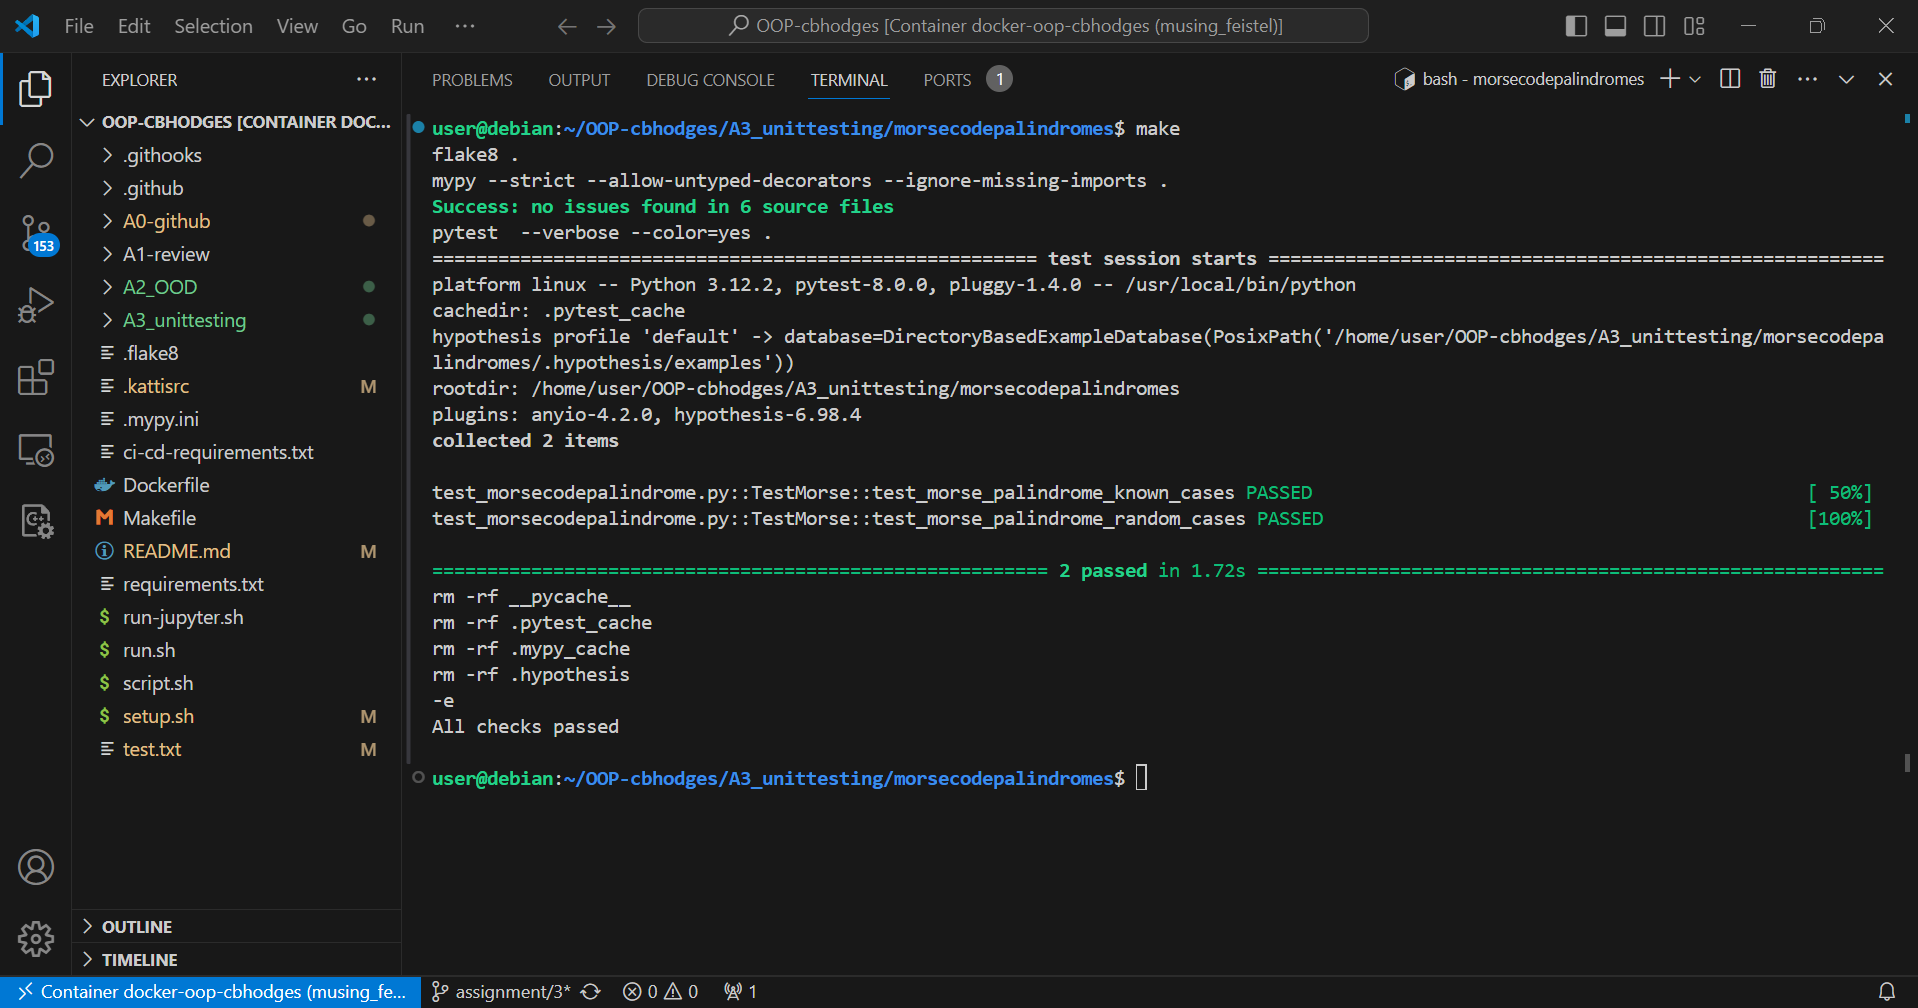 File Edit Selection View Go Run ···
OOP-cbhodges [Container docker-oop-cbhodges (musing_feistel)]
EXPLORER
OOP-CBHODGES [CONTAINER DOC...
.githooks
.github
A0-github
A1-review
A2_OOD
A3_unittesting
.flake8
.kattisrc M
.mypy.ini
ci-cd-requirements.txt
Dockerfile
Makefile
README.md M
requirements.txt
run-jupyter.sh
run.sh
script.sh
setup.sh M
test.txt M
OUTLINE
TIMELINE
153
PROBLEMS OUTPUT DEBUG CONSOLE TERMINAL PORTS 1
bash - morsecodepalindromes
user@debian:~/OOP-cbhodges/A3_unittesting/morsecodepalindromes$ make
flake8 .
mypy --strict --allow-untyped-decorators --ignore-missing-imports .
Success: no issues found in 6 source files
pytest  --verbose --color=yes .
======================================================= test session starts ========================================================
platform linux -- Python 3.12.2, pytest-8.0.0, pluggy-1.4.0 -- /usr/local/bin/python
cachedir: .pytest_cache
hypothesis profile 'default' -> database=DirectoryBasedExampleDatabase(PosixPath('/home/user/OOP-cbhodges/A3_unittesting/morsecodepa
lindromes/.hypothesis/examples'))
rootdir: /home/user/OOP-cbhodges/A3_unittesting/morsecodepalindromes
plugins: anyio-4.2.0, hypothesis-6.98.4
collected 2 items
test_morsecodepalindrome.py::TestMorse::test_morse_palindrome_known_cases PASSED [ 50%]
test_morsecodepalindrome.py::TestMorse::test_morse_palindrome_random_cases PASSED [100%]
======================================================== 2 passed in 1.72s =========================================================
rm -rf __pycache__
rm -rf .pytest_cache
rm -rf .mypy_cache
rm -rf .hypothesis
-e
All checks passed
user@debian:~/OOP-cbhodges/A3_unittesting/morsecodepalindromes$
Container docker-oop-cbhodges (musing_fe... assignment/3* 0 0 1